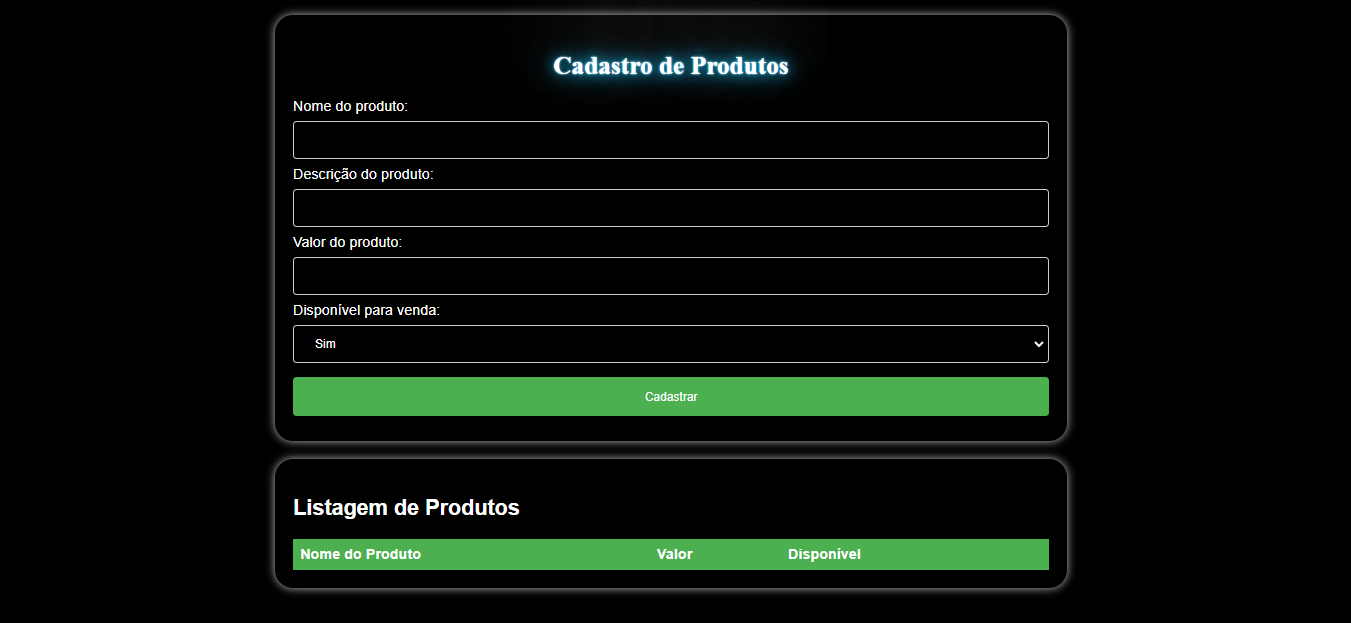 Cadastro de Produtos
Nome do produto:
Descrição do produto:
Valor do produto:
Disponível para venda:
Sim
Cadastrar
Listagem de Produtos
Nome do Produto Valor Disponível